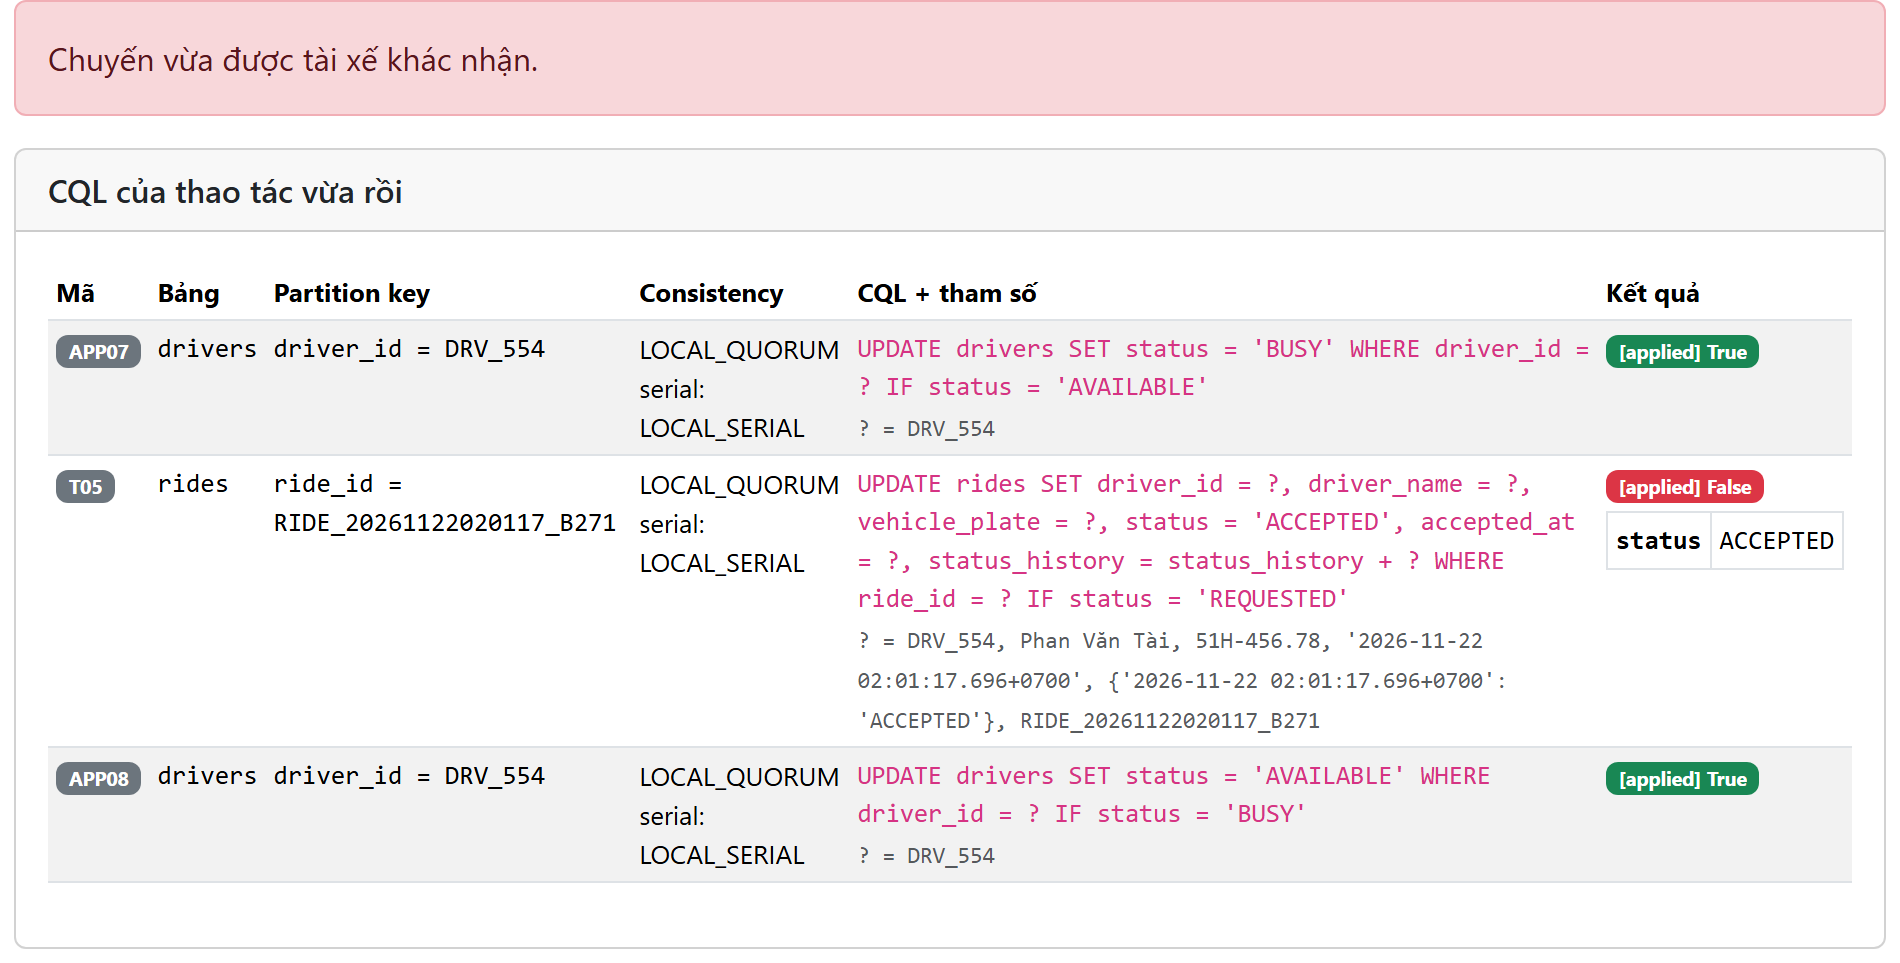 Chuyến vừa được tài xế khác nhận.
CQL của thao tác vừa rồi
Mã Bảng Partition key Consistency CQL + tham số Kết quả
APP07 drivers driver_id = DRV_554 LOCAL_QUORUM UPDATE drivers SET status = 'BUSY' WHERE driver_id = [applied] True
serial: ? IF status = 'AVAILABLE'
LOCAL_SERIAL ? = DRV_554
T05 rides ride_id = LOCAL_QUORUM UPDATE rides SET driver_id = ?, driver_name = ?, [applied] False
RIDE_20261122020117_B271 serial: vehicle_plate = ?, status = 'ACCEPTED', accepted_at status ACCEPTED
LOCAL_SERIAL = ?, status_history = status_history + ? WHERE
ride_id = ? IF status = 'REQUESTED'
? = DRV_554, Phan Văn Tài, 51H-456.78, '2026-11-22
02:01:17.696+0700', {'2026-11-22 02:01:17.696+0700':
'ACCEPTED'}, RIDE_20261122020117_B271
APP08 drivers driver_id = DRV_554 LOCAL_QUORUM UPDATE drivers SET status = 'AVAILABLE' WHERE [applied] True
serial: driver_id = ? IF status = 'BUSY'
LOCAL_SERIAL ? = DRV_554